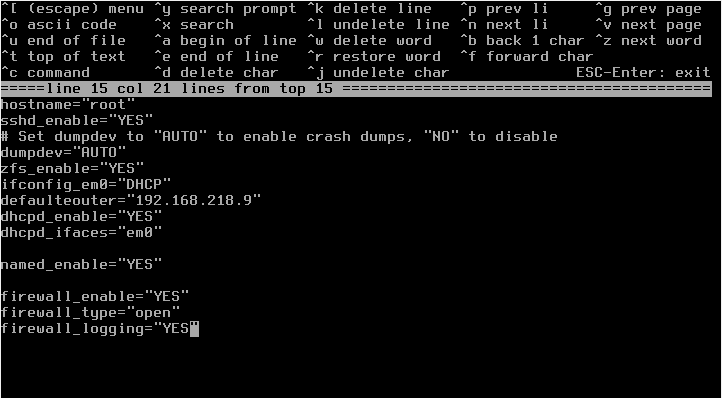 ^[ (escape) menu ^y search prompt ^k delete line ^p prev li ^g prev page
^o ascii code ^x search ^l undelete line ^n next li ^v next page
^u end of file ^a begin of line ^w delete word ^b back 1 char ^z next word
^t top of text ^e end of line ^r restore word ^f forward char
^c command ^d delete char ^j undelete char ESC-Enter: exit
=====line 15 col 21 lines from top 15 ==========================================
hostname="root"
sshd_enable="YES"
# Set dumpdev to "AUTO" to enable crash dumps, "NO" to disable
dumpdev="AUTO"
zfs_enable="YES"
ifconfig_em0="DHCP"
defaulteouter="192.168.218.9"
dhcpd_enable="YES"
dhcpd_ifaces="em0"
named_enable="YES"
firewall_enable="YES"
firewall_type="open"
firewall_logging="YES"